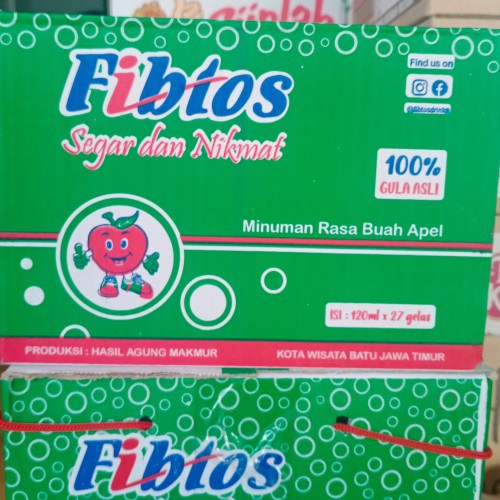 Fibtos
Segar dan Nikmat
Find us on
100%
GULA ASLI
Minuman Rasa Buah Apel
ISI : 120ml x 27 gelas
PRODUKSI : HASIL AGUNG MAKMUR
KOTA WISATA BATU JAWA TIMUR
Fibtos